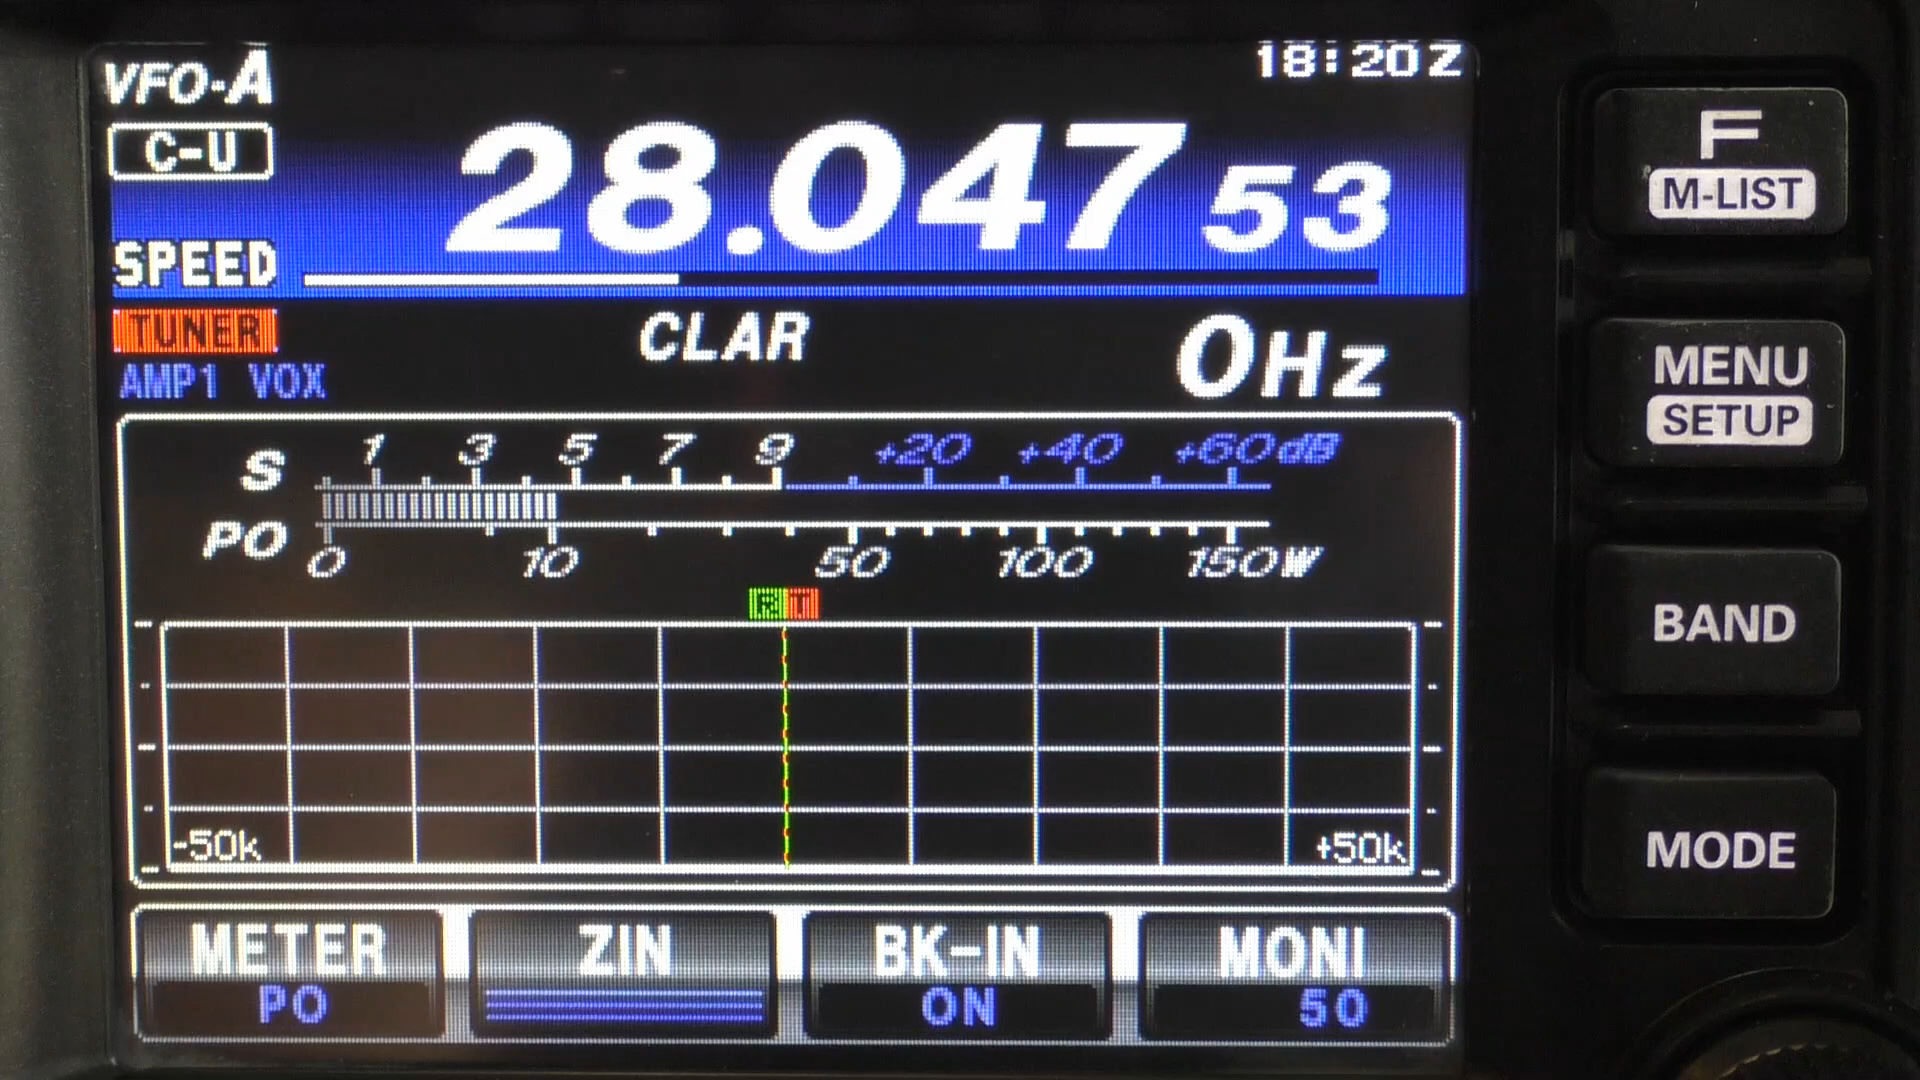 VFO-A
18:20Z
C-U
28.047 53
SPEED
TUNER
CLAR
0Hz
AMP1 VOX
S 1 3 5 7 9 +20 +40 +60dB
PO 0 10 50 100 150W
R T
-50k +50k
METER ZIN BK-IN MONI
PO ON 50
F
M-LIST
MENU
SETUP
BAND
MODE